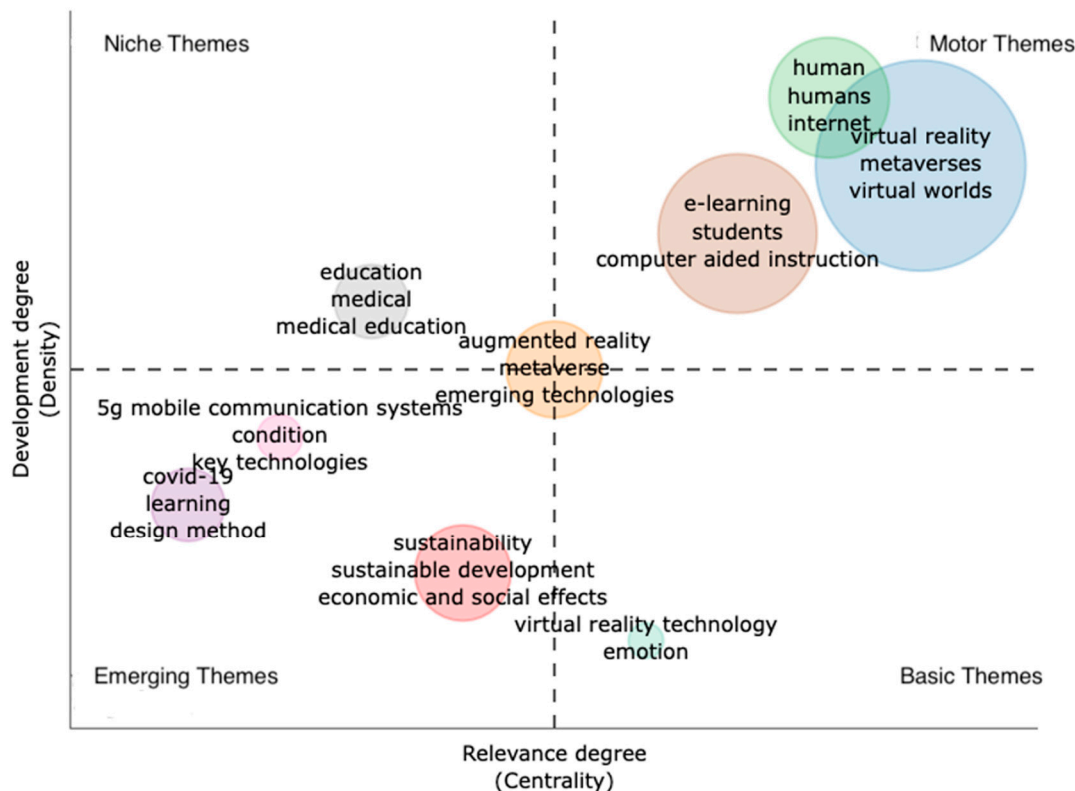 Niche Themes
Motor Themes
human
humans
internet
virtual reality
metaverses
virtual worlds
e-learning
students
computer aided instruction
education
medical
medical education
augmented reality
metaverse
emerging technologies
5g mobile communication systems
condition
key technologies
covid-19
learning
design method
sustainability
sustainable development
economic and social effects
virtual reality technology
emotion
Emerging Themes
Basic Themes
Development degree
(Density)
Relevance degree
(Centrality)